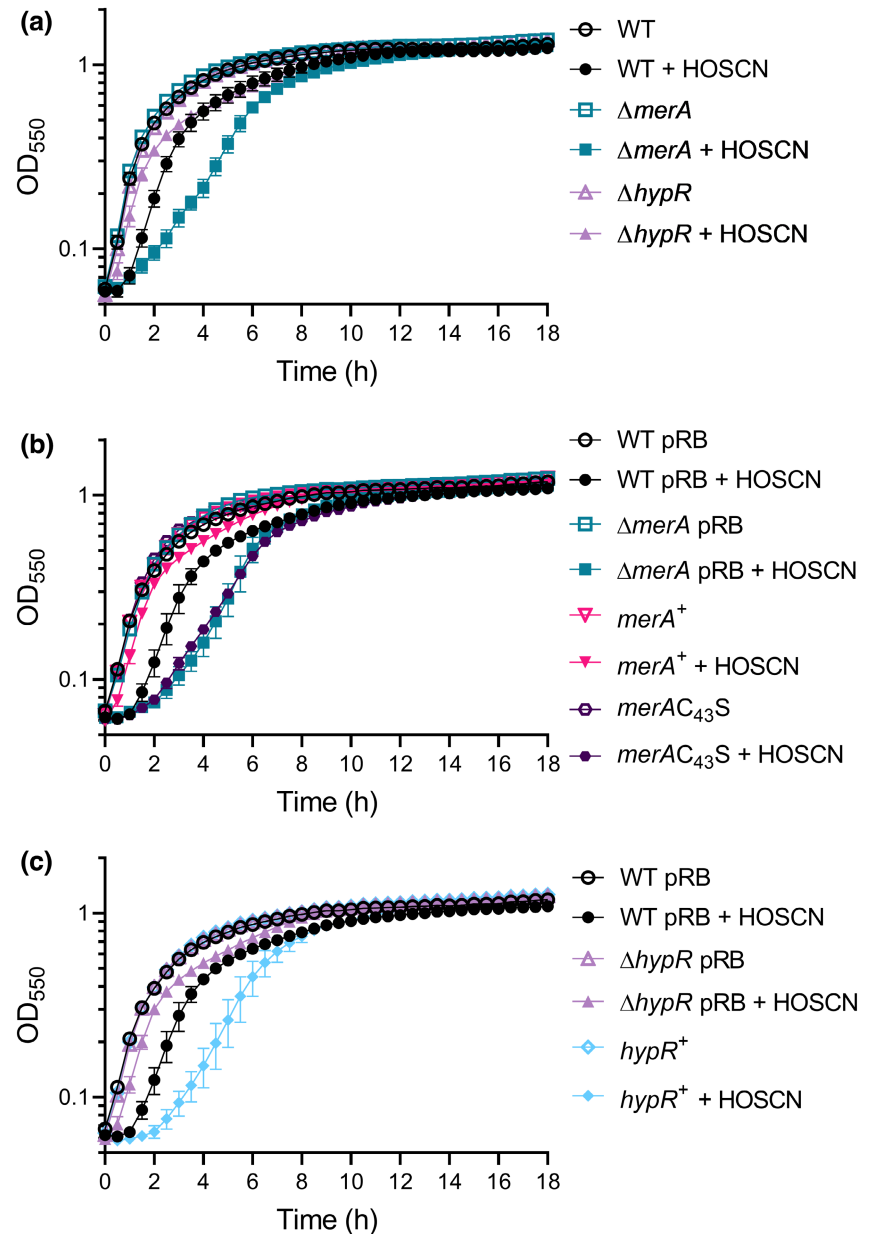 (a)
OD550
1
0.1
0 2 4 6 8 10 12 14 16 18
Time (h)
WT
WT + HOSCN
ΔmerA
ΔmerA + HOSCN
ΔhypR
ΔhypR + HOSCN
(b)
OD550
1
0.1
0 2 4 6 8 10 12 14 16 18
Time (h)
WT pRB
WT pRB + HOSCN
ΔmerA pRB
ΔmerA pRB + HOSCN
merA+
merA+ + HOSCN
merAC43S
merAC43S + HOSCN
(c)
OD550
1
0.1
0 2 4 6 8 10 12 14 16 18
Time (h)
WT pRB
WT pRB + HOSCN
ΔhypR pRB
ΔhypR pRB + HOSCN
hypR+
hypR+ + HOSCN